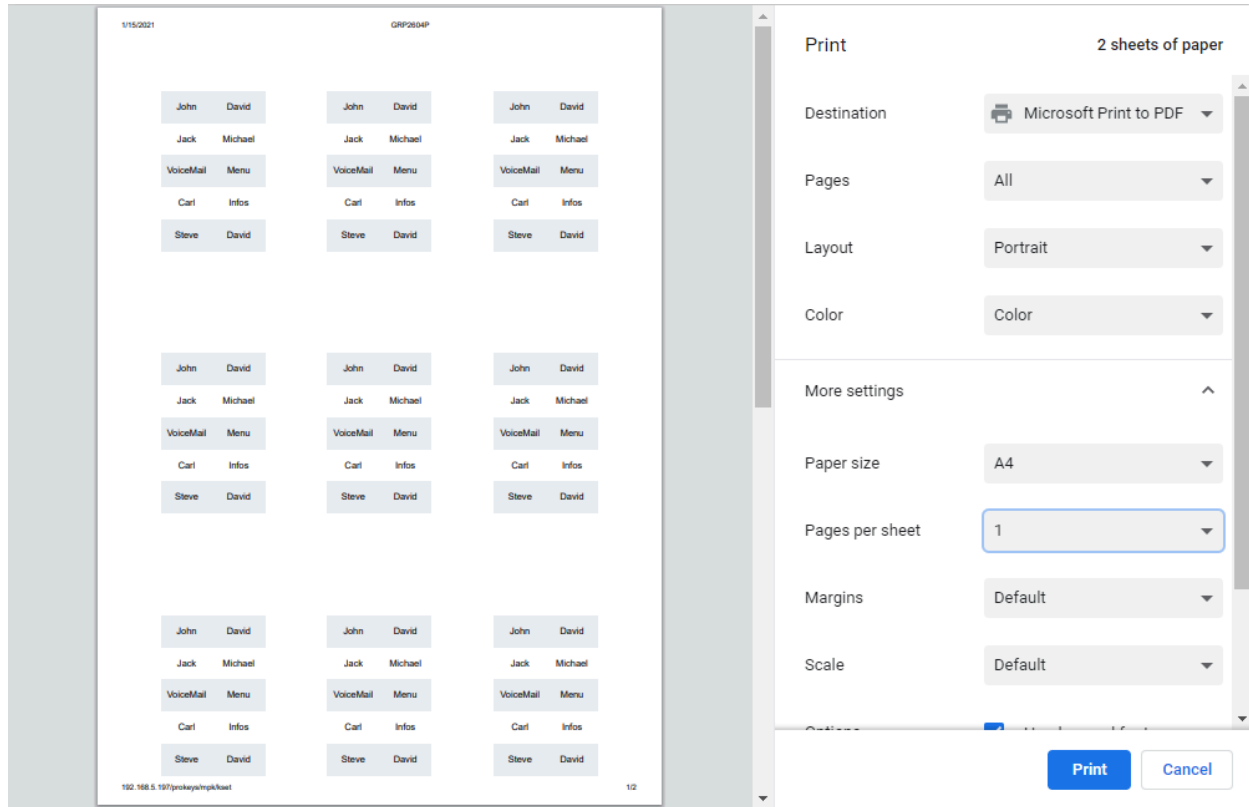 1/15/2021 GRP2604P
John David John David John David
Jack Michael Jack Michael Jack Michael
VoiceMail Menu VoiceMail Menu VoiceMail Menu
Carl Infos Carl Infos Carl Infos
Steve David Steve David Steve David
John David John David John David
Jack Michael Jack Michael Jack Michael
VoiceMail Menu VoiceMail Menu VoiceMail Menu
Carl Infos Carl Infos Carl Infos
Steve David Steve David Steve David
John David John David John David
Jack Michael Jack Michael Jack Michael
VoiceMail Menu VoiceMail Menu VoiceMail Menu
Carl Infos Carl Infos Carl Infos
Steve David Steve David Steve David
192.168.5.197/prokeys/mpk/kset 1/2
Print 2 sheets of paper
Destination Microsoft Print to PDF
Pages All
Layout Portrait
Color Color
More settings
Paper size A4
Pages per sheet 1
Margins Default
Scale Default
Print Cancel